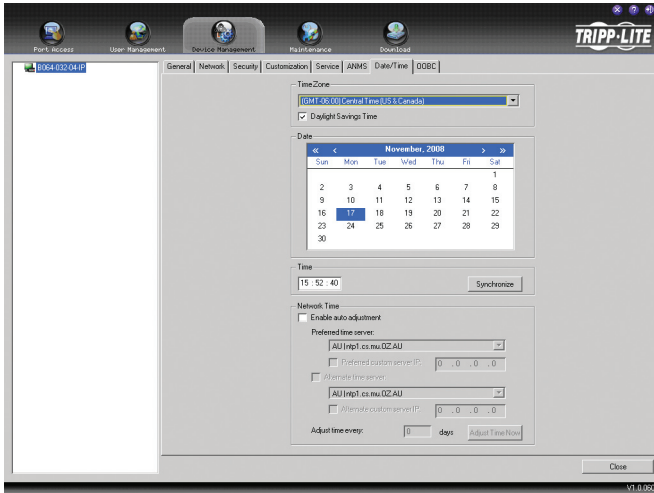 Port Access User Management Device Management Maintenance Download
TRIPP·LITE
B064-032-04-IP
General Network Security Customization Service ANMS Date/Time OOBC
TimeZone
(GMT-06:00) Central Time (US & Canada)
Daylight Savings Time
Date
« ‹ November, 2008 › »
Sun Mon Tue Wed Thu Fri Sat
1
2 3 4 5 6 7 8
9 10 11 12 13 14 15
16 17 18 19 20 21 22
23 24 25 26 27 28 29
30
Time
15 : 52 : 40 Synchronize
Network Time
Enable auto adjustment
Preferred time server:
AU | ntp1.cs.mu.OZ.AU
Preferred custom server IP: 0 . 0 . 0 . 0
Alternate time server:
AU | ntp1.cs.mu.OZ.AU
Alternate custom server IP: 0 . 0 . 0 . 0
Adjust time every: 0 days Adjust Time Now
Close
V1.0.060